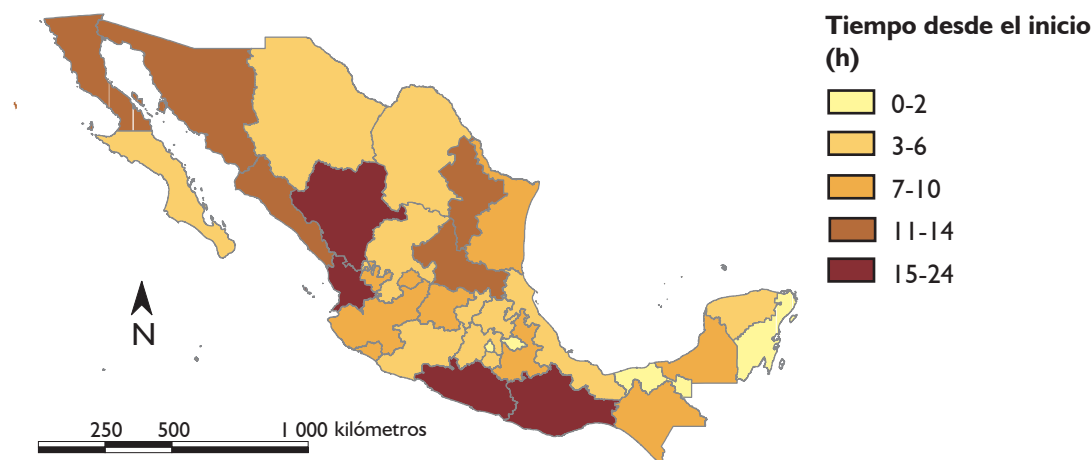 Tiempo desde el inicio
(h)
0-2
3-6
7-10
11-14
15-24
N
250 500 1 000 kilómetros